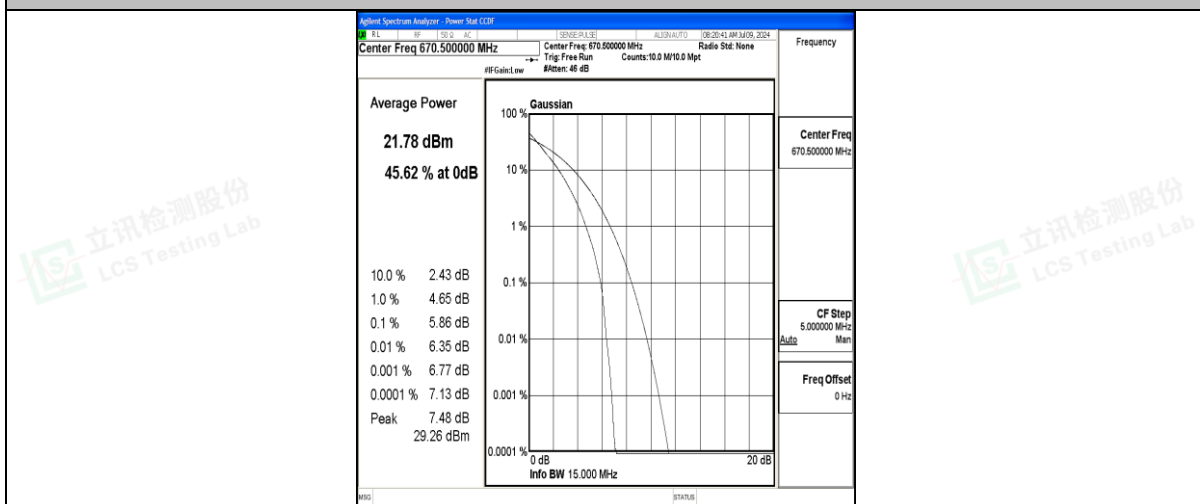 Agilent Spectrum Analyzer - Power Stat CCDF
RL RF 50 Ω AC SENSE:PULSE ALIGN AUTO 08:20:41 AM Jul 09, 2024
Center Freq 670.500000 MHz
Center Freq: 670.500000 MHz Radio Std: None
Trig: Free Run Counts:10.0 M/10.0 Mpt
#IFGain:Low #Atten: 46 dB
Frequency
Average Power
21.78 dBm
45.62 % at 0dB
10.0 % 2.43 dB
1.0 % 4.65 dB
0.1 % 5.86 dB
0.01 % 6.35 dB
0.001 % 6.77 dB
0.0001 % 7.13 dB
Peak 7.48 dB
29.26 dBm
Gaussian
100 %
10 %
1 %
0.1 %
0.01 %
0.001 %
0.0001 %
0 dB 20 dB
Info BW 15.000 MHz
Center Freq
670.500000 MHz
CF Step
5.000000 MHz
Auto Man
Freq Offset
0 Hz
MSG STATUS
立讯检测股份
LCS Testing Lab
立讯检测股份
LCS Testing Lab